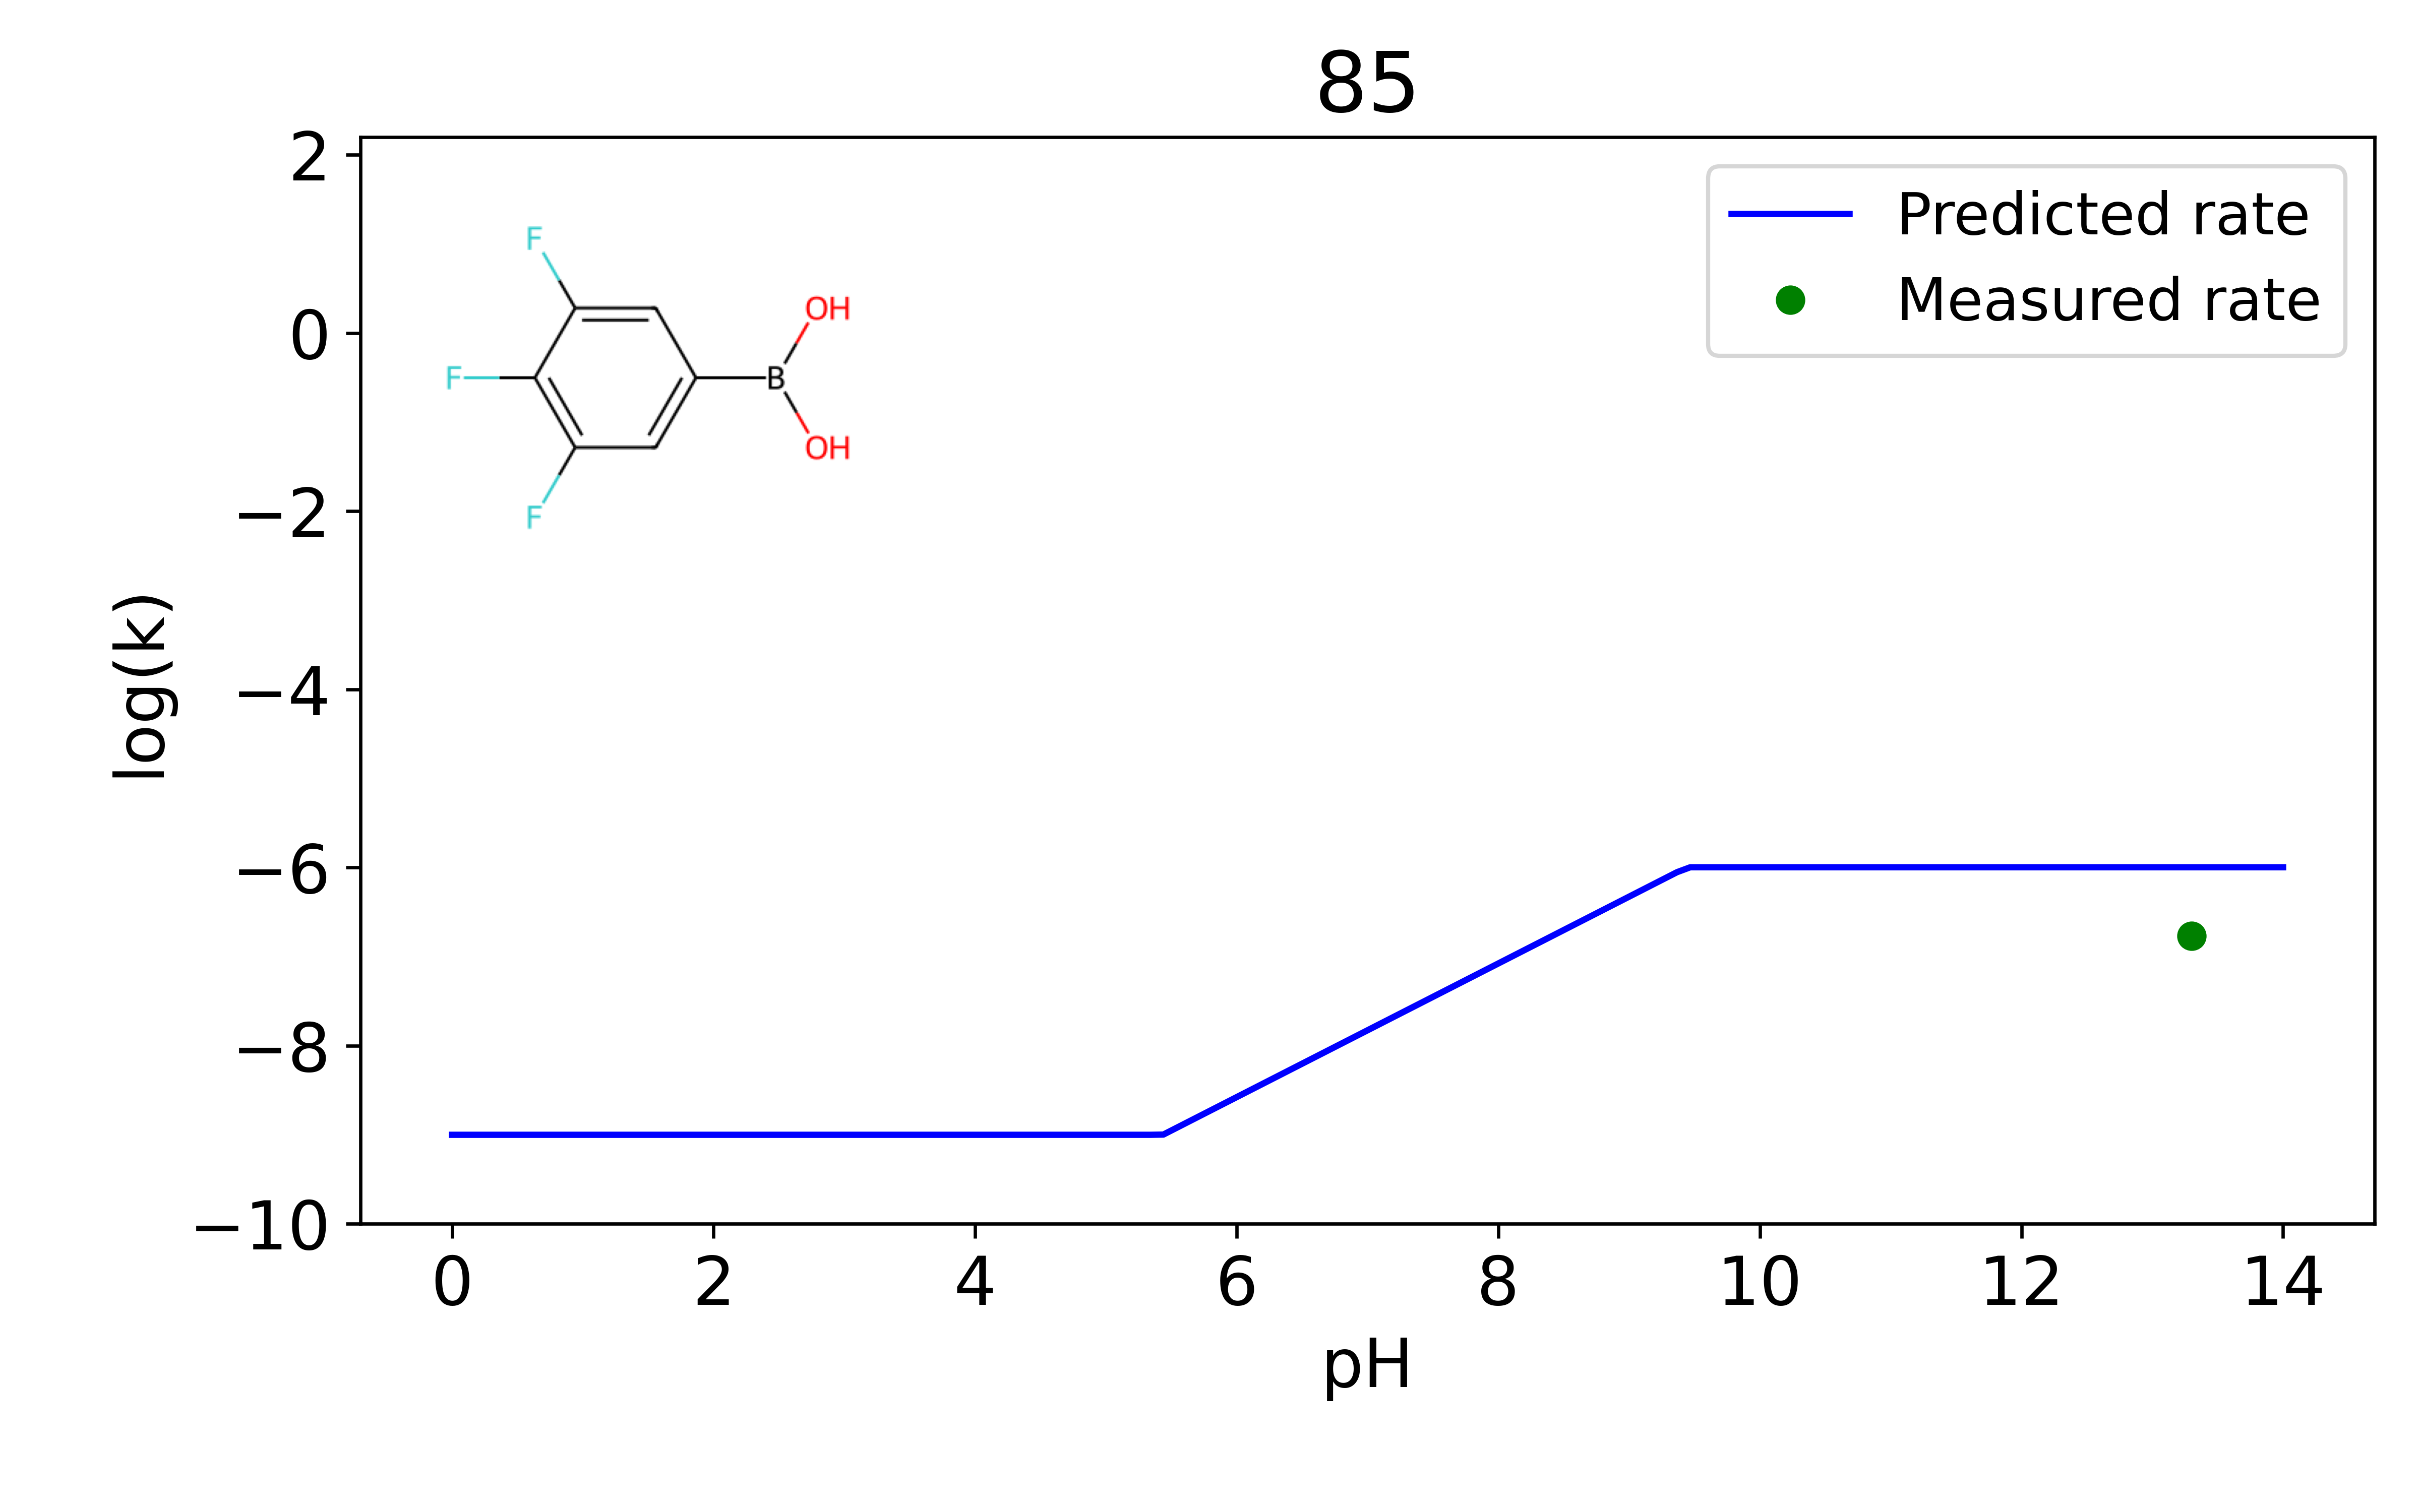 85
2
0
−2
−4
−6
−8
−10
log(k)
F
F
F
B
OH
OH
Predicted rate
Measured rate
0 2 4 6 8 10 12 14
pH